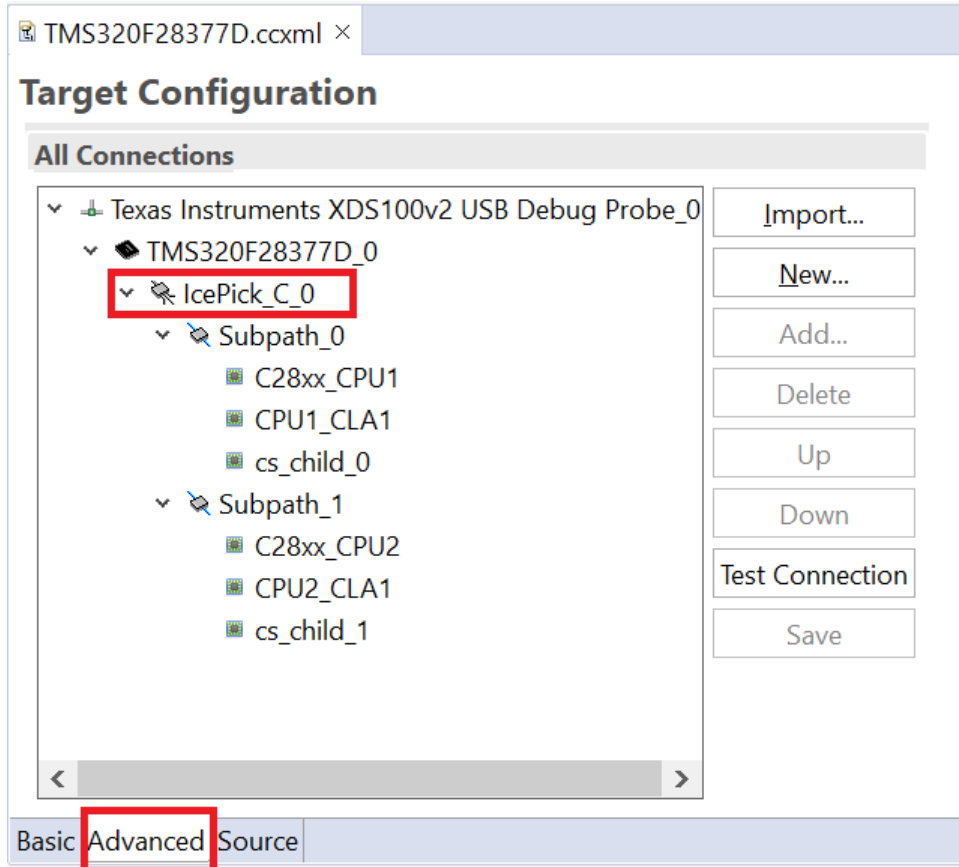 TMS320F28377D.ccxml
Target Configuration
All Connections
Texas Instruments XDS100v2 USB Debug Probe_0
TMS320F28377D_0
IcePick_C_0
Subpath_0
C28xx_CPU1
CPU1_CLA1
cs_child_0
Subpath_1
C28xx_CPU2
CPU2_CLA1
cs_child_1
Import...
New...
Add...
Delete
Up
Down
Test Connection
Save
Basic Advanced Source